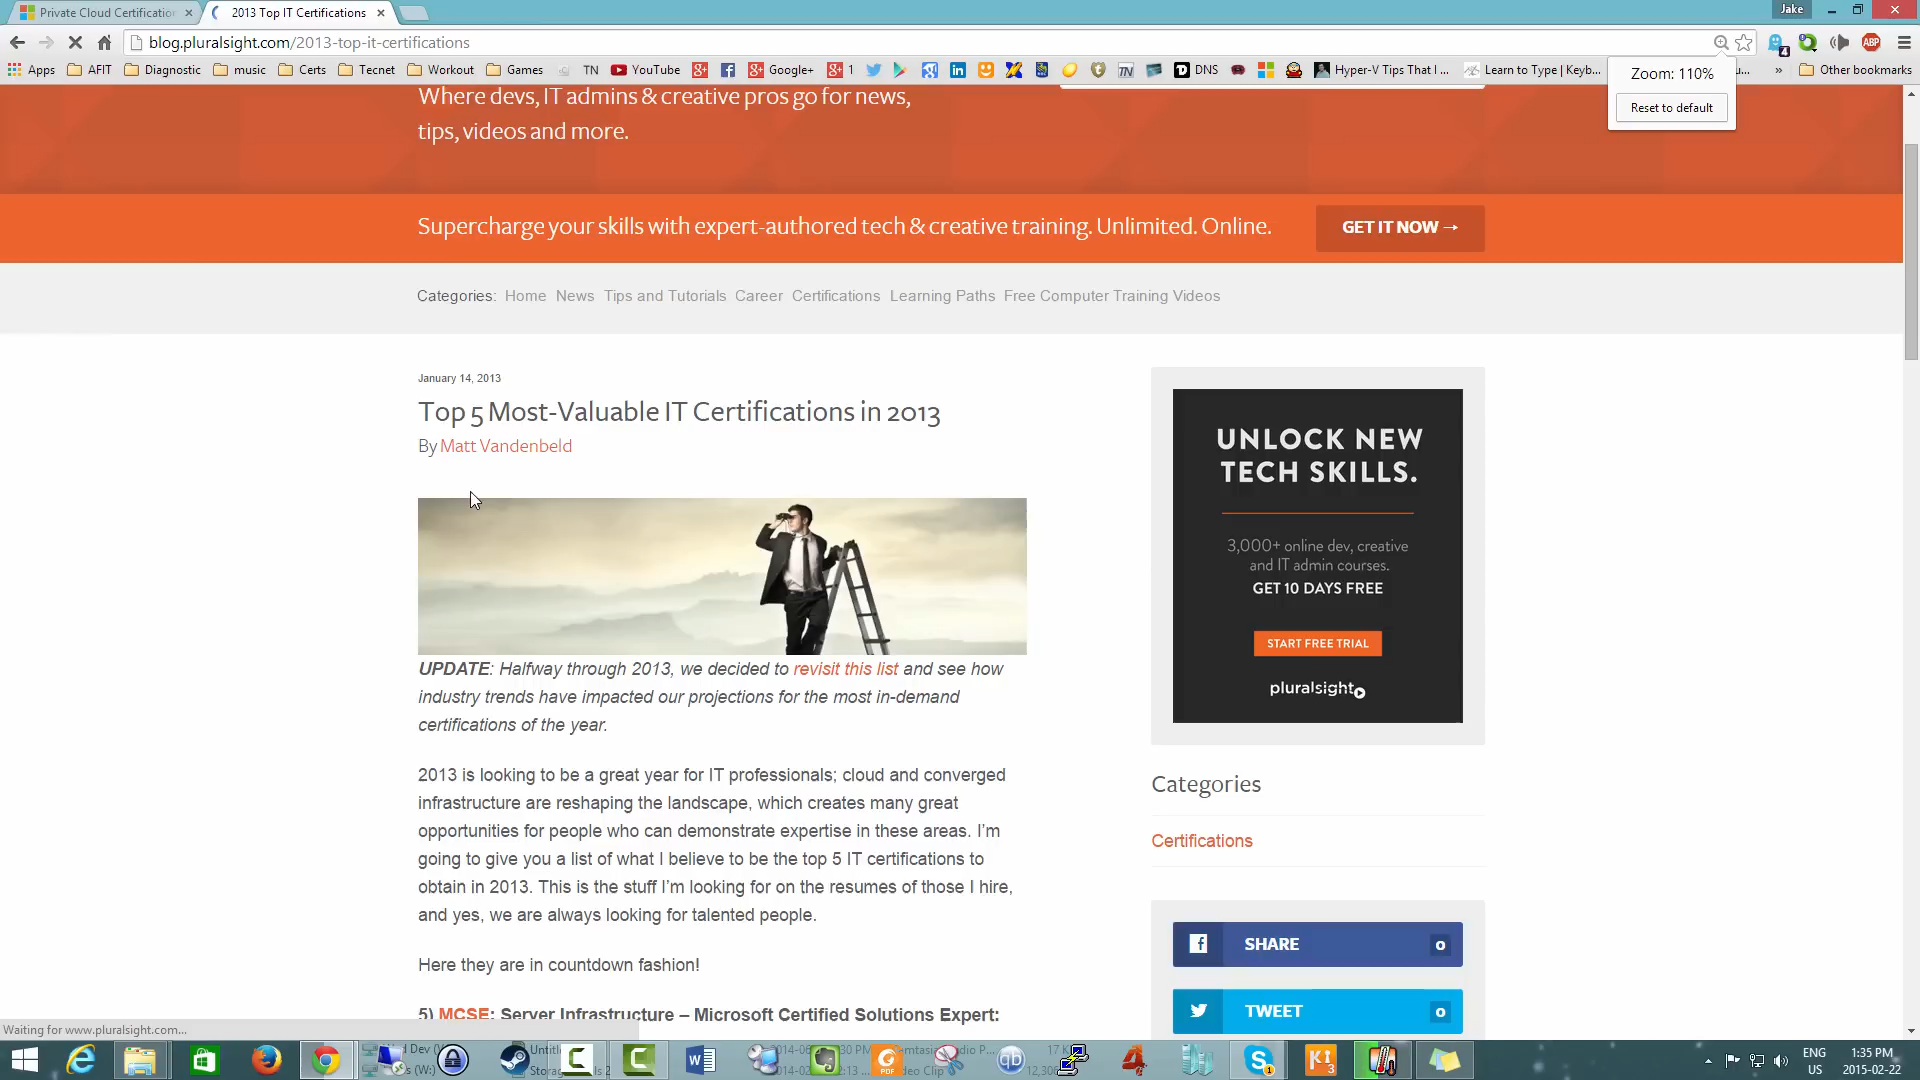 Private Cloud Certificatio
2013 Top IT Certifications
Jake
blog.pluralsight.com/2013-top-it-certifications
Apps AFIT Diagnostic music Certs Tecnet Workout Games TN YouTube Google+ 1 DNS Hyper-V Tips That I ... Learn to Type | Keyb... » Other bookmarks
Zoom: 110%
Reset to default
Where devs, IT admins & creative pros go for news,
tips, videos and more.
Supercharge your skills with expert-authored tech & creative training. Unlimited. Online.
GET IT NOW →
Categories: Home News Tips and Tutorials Career Certifications Learning Paths Free Computer Training Videos
January 14, 2013
Top 5 Most-Valuable IT Certifications in 2013
By Matt Vandenbeld
UPDATE: Halfway through 2013, we decided to revisit this list and see how
industry trends have impacted our projections for the most in-demand
certifications of the year.
2013 is looking to be a great year for IT professionals; cloud and converged
infrastructure are reshaping the landscape, which creates many great
opportunities for people who can demonstrate expertise in these areas. I'm
going to give you a list of what I believe to be the top 5 IT certifications to
obtain in 2013. This is the stuff I'm looking for on the resumes of those I hire,
and yes, we are always looking for talented people.
Here they are in countdown fashion!
5) MCSE: Server Infrastructure – Microsoft Certified Solutions Expert:
UNLOCK NEW
TECH SKILLS.
3,000+ online dev, creative
and IT admin courses.
GET 10 DAYS FREE
START FREE TRIAL
pluralsight
Categories
Certifications
SHARE 0
TWEET 0
Waiting for www.pluralsight.com...
ENG
US
1:35 PM
2015-02-22